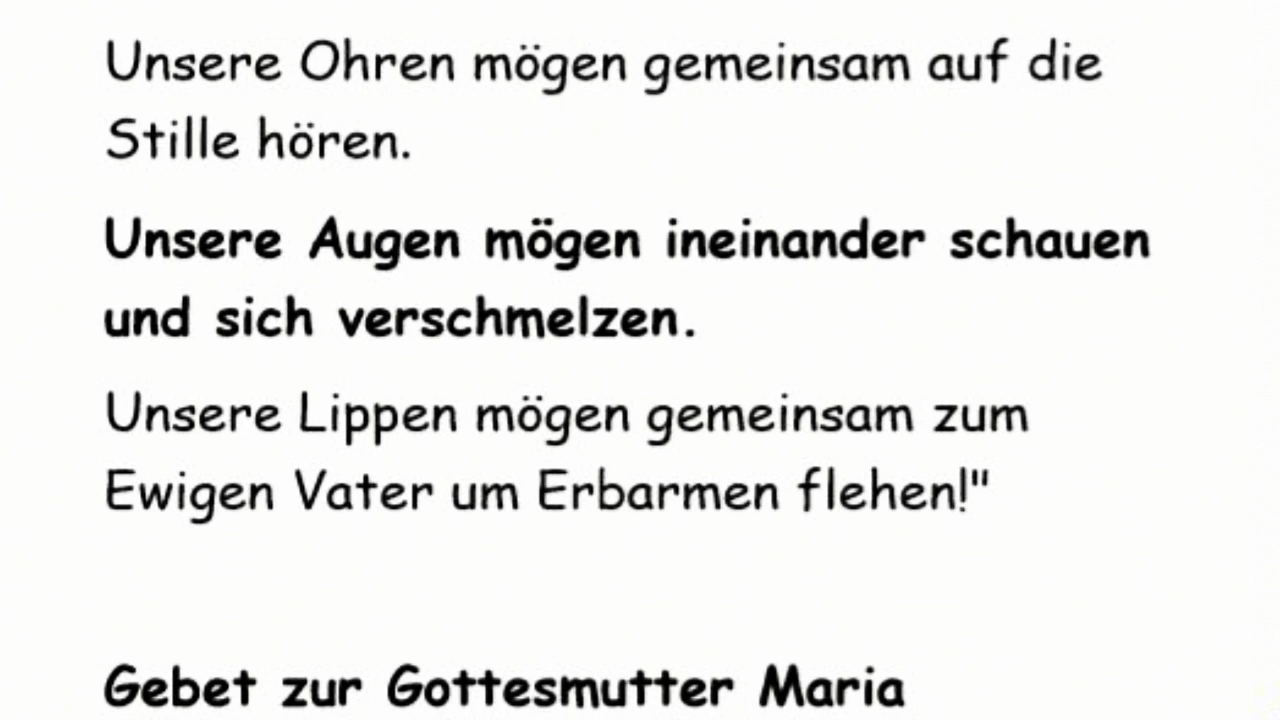 Unsere Ohren mögen gemeinsam auf die
Stille hören.
Unsere Augen mögen ineinander schauen
und sich verschmelzen.
Unsere Lippen mögen gemeinsam zum
Ewigen Vater um Erbarmen flehen!"
Gebet zur Gottesmutter Maria